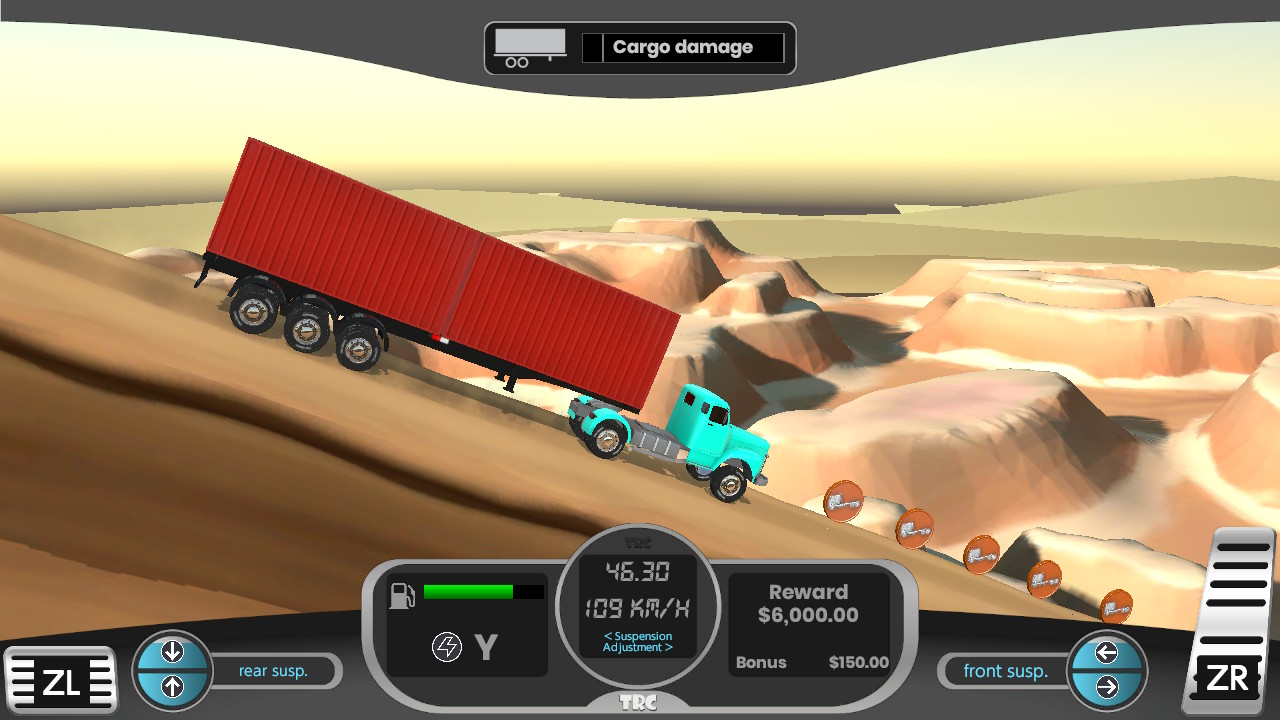 Cargo damage
TRC
46.30
109 KM/H
< Suspension
Adjustment >
Y
Reward
$6,000.00
Bonus $150.00
ZL
rear susp.
front susp.
ZR
TRC